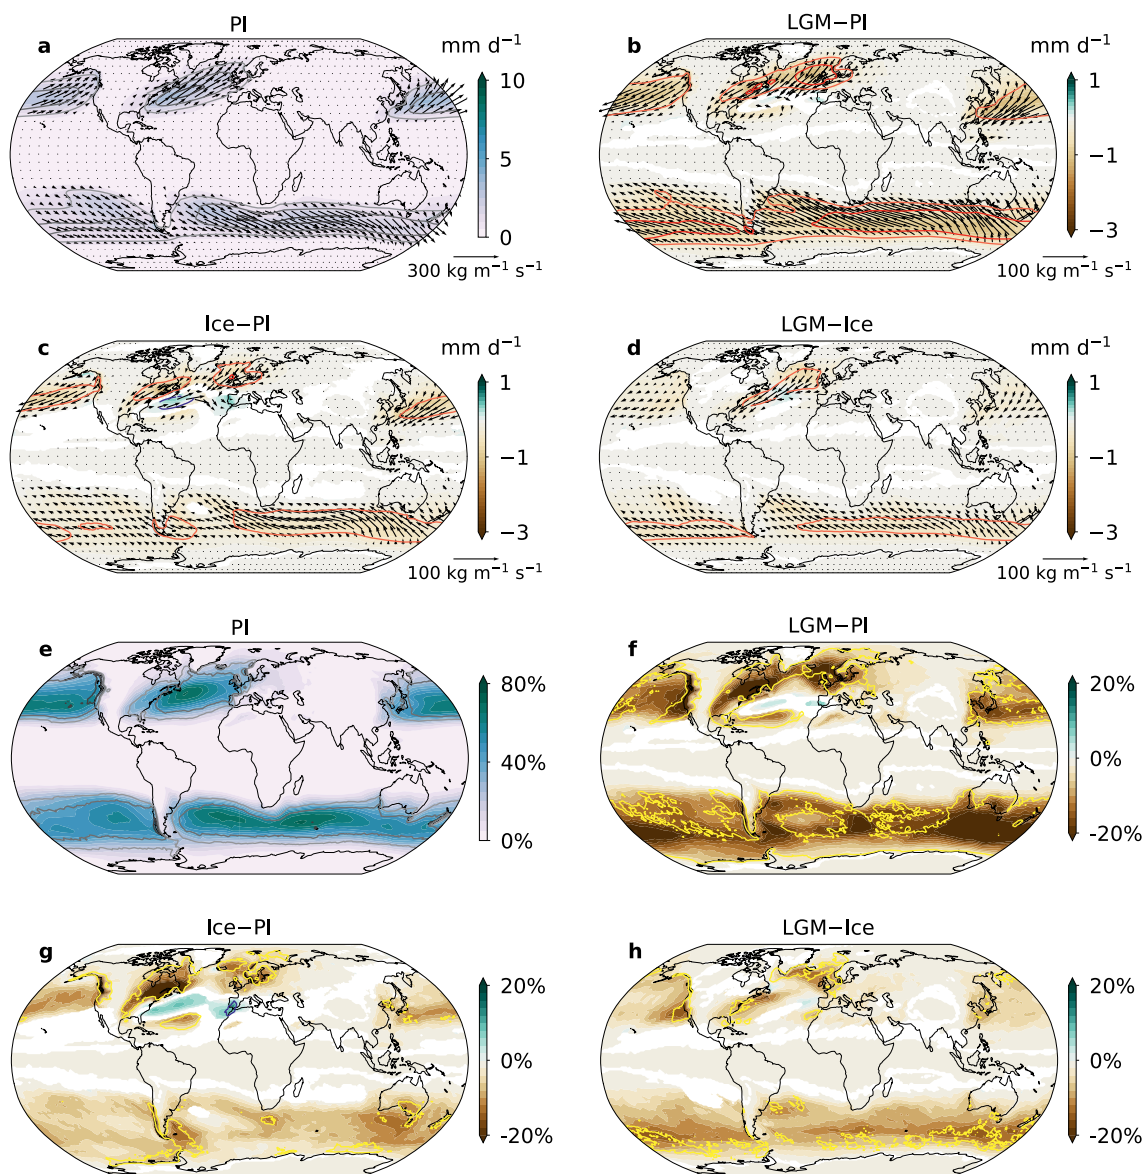 PI
LGM−PI
a
mm d⁻¹
10
5
0
300 kg m⁻¹ s⁻¹
b
mm d⁻¹
1
−1
−3
100 kg m⁻¹ s⁻¹
Ice−PI
LGM−Ice
c
mm d⁻¹
1
−1
−3
100 kg m⁻¹ s⁻¹
d
mm d⁻¹
1
−1
−3
100 kg m⁻¹ s⁻¹
PI
LGM−PI
e
80%
40%
0%
f
20%
0%
−20%
Ice−PI
LGM−Ice
g
20%
0%
−20%
h
20%
0%
−20%